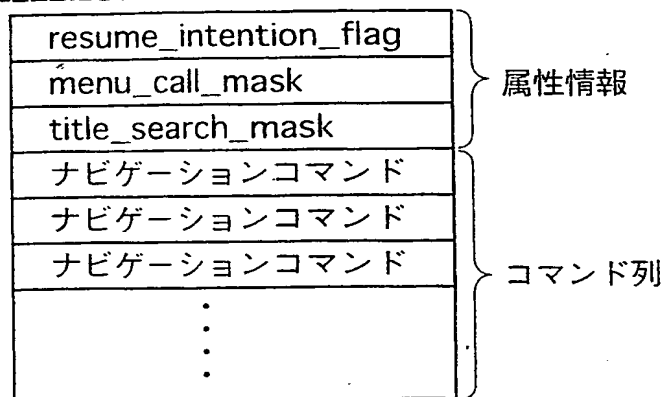 resume_intention_flag
menu_call_mask
title_search_mask
属性情報
ナビゲーションコマンド
ナビゲーションコマンド
ナビゲーションコマンド
コマンド列